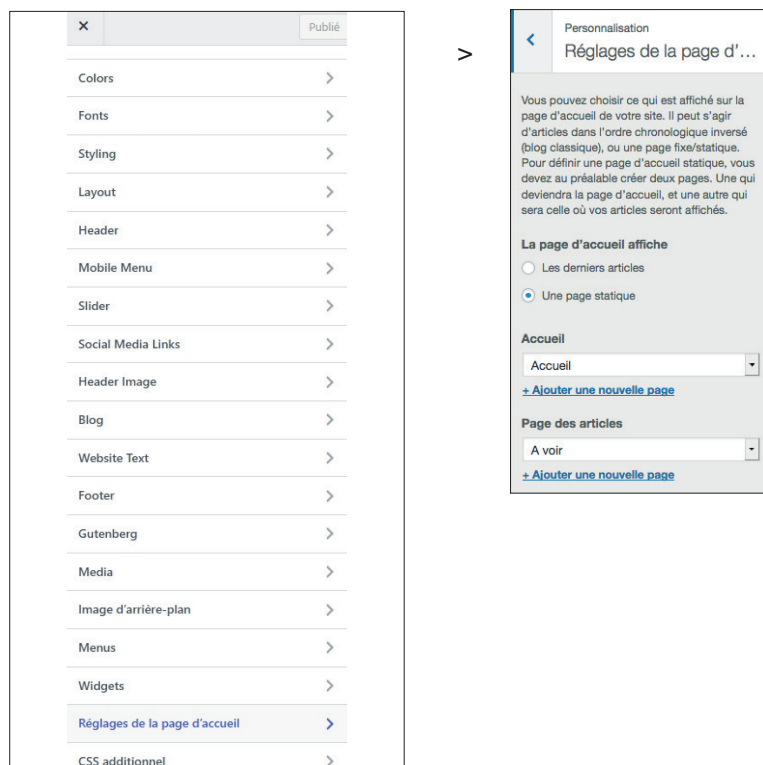 × Publié
Colors
Fonts
Styling
Layout
Header
Mobile Menu
Slider
Social Media Links
Header Image
Blog
Website Text
Footer
Gutenberg
Media
Image d’arrière-plan
Menus
Widgets
Réglages de la page d’accueil
CSS additionnel
>
Personnalisation
Réglages de la page d’…
Vous pouvez choisir ce qui est affiché sur la
page d’accueil de votre site. Il peut s’agir
d’articles dans l’ordre chronologique inversé
(blog classique), ou une page fixe/statique.
Pour définir une page d’accueil statique, vous
devez au préalable créer deux pages. Une qui
deviendra la page d’accueil, et une autre qui
sera celle où vos articles seront affichés.
La page d’accueil affiche
Les derniers articles
Une page statique
Accueil
Accueil
+ Ajouter une nouvelle page
Page des articles
A voir
+ Ajouter une nouvelle page